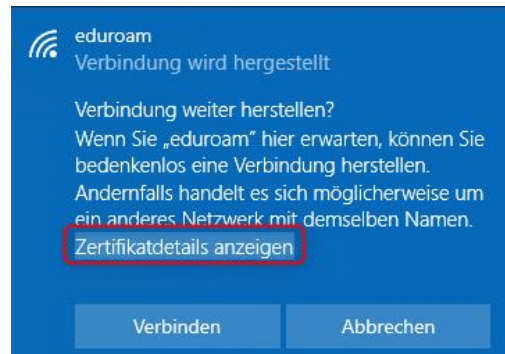 eduroam
Verbindung wird hergestellt
Verbindung weiter herstellen?
Wenn Sie „eduroam“ hier erwarten, können Sie
bedenkenlos eine Verbindung herstellen.
Andernfalls handelt es sich möglicherweise um
ein anderes Netzwerk mit demselben Namen.
Zertifikatdetails anzeigen
Verbinden
Abbrechen